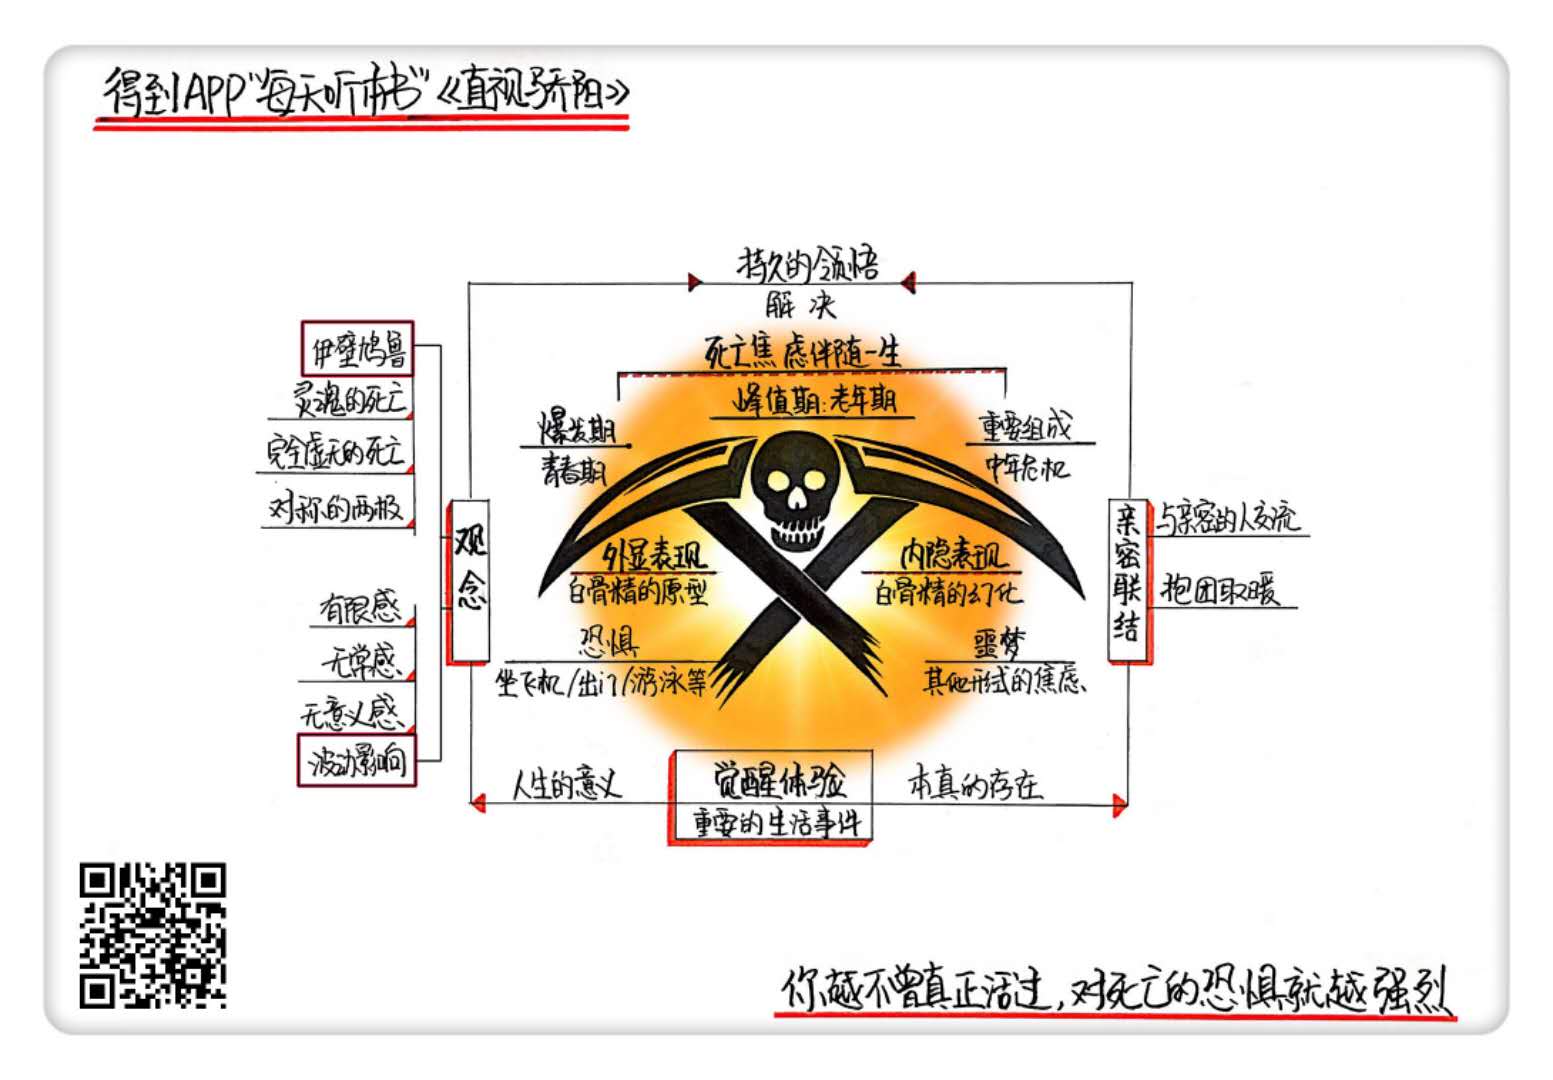 得到APP“每天听本书”《直视骄阳》
持久的领悟
解决
死亡焦虑伴随一生
峰值期:老年期
爆发期
青春期
重要组成
中年危机
伊壁鸠鲁
灵魂的死亡
完全虚无的死亡
对称的两极
观念
有限感
无常感
无意义感
波动影响
外显表现
白骨精的原型
恐惧
坐飞机/出门/游泳等
内隐表现
白骨精的幻化
噩梦
其他形式的焦虑
亲密联结
与亲密的人交流
抱团取暖
人生的意义
觉醒体验
重要的生活事件
本真的存在
你越不曾真正活过,对死亡的恐惧就越强烈